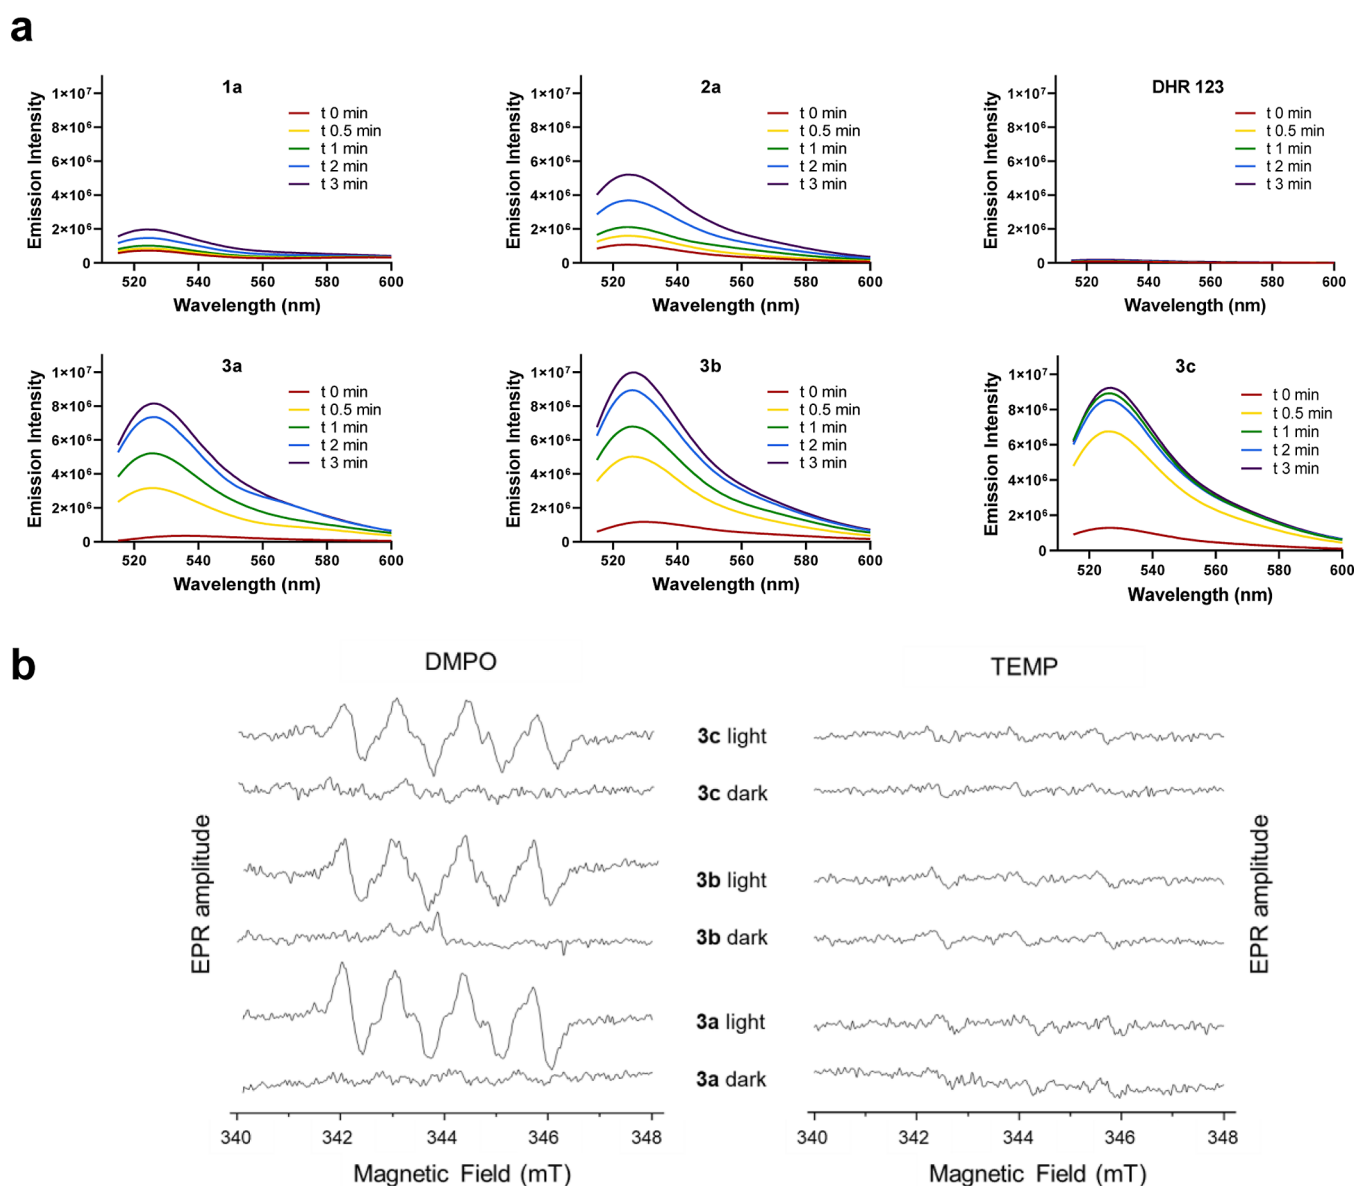 a
1a
Emission Intensity
1×10⁷
8×10⁶
6×10⁶
4×10⁶
2×10⁶
0
520 540 560 580 600
Wavelength (nm)
t 0 min
t 0.5 min
t 1 min
t 2 min
t 3 min
2a
Emission Intensity
1×10⁷
8×10⁶
6×10⁶
4×10⁶
2×10⁶
0
520 540 560 580 600
Wavelength (nm)
t 0 min
t 0.5 min
t 1 min
t 2 min
t 3 min
DHR 123
Emission Intensity
1×10⁷
8×10⁶
6×10⁶
4×10⁶
2×10⁶
0
520 540 560 580 600
Wavelength (nm)
t 0 min
t 0.5 min
t 1 min
t 2 min
t 3 min
3a
Emission Intensity
1×10⁷
8×10⁶
6×10⁶
4×10⁶
2×10⁶
0
520 540 560 580 600
Wavelength (nm)
t 0 min
t 0.5 min
t 1 min
t 2 min
t 3 min
3b
Emission Intensity
1×10⁷
8×10⁶
6×10⁶
4×10⁶
2×10⁶
0
520 540 560 580 600
Wavelength (nm)
t 0 min
t 0.5 min
t 1 min
t 2 min
t 3 min
3c
Emission Intensity
1×10⁷
8×10⁶
6×10⁶
4×10⁶
2×10⁶
0
520 540 560 580 600
Wavelength (nm)
t 0 min
t 0.5 min
t 1 min
t 2 min
t 3 min
b
DMPO
TEMP
3c light
3c dark
3b light
3b dark
3a light
3a dark
EPR amplitude
EPR amplitude
340 342 344 346 348
Magnetic Field (mT)
340 342 344 346 348
Magnetic Field (mT)